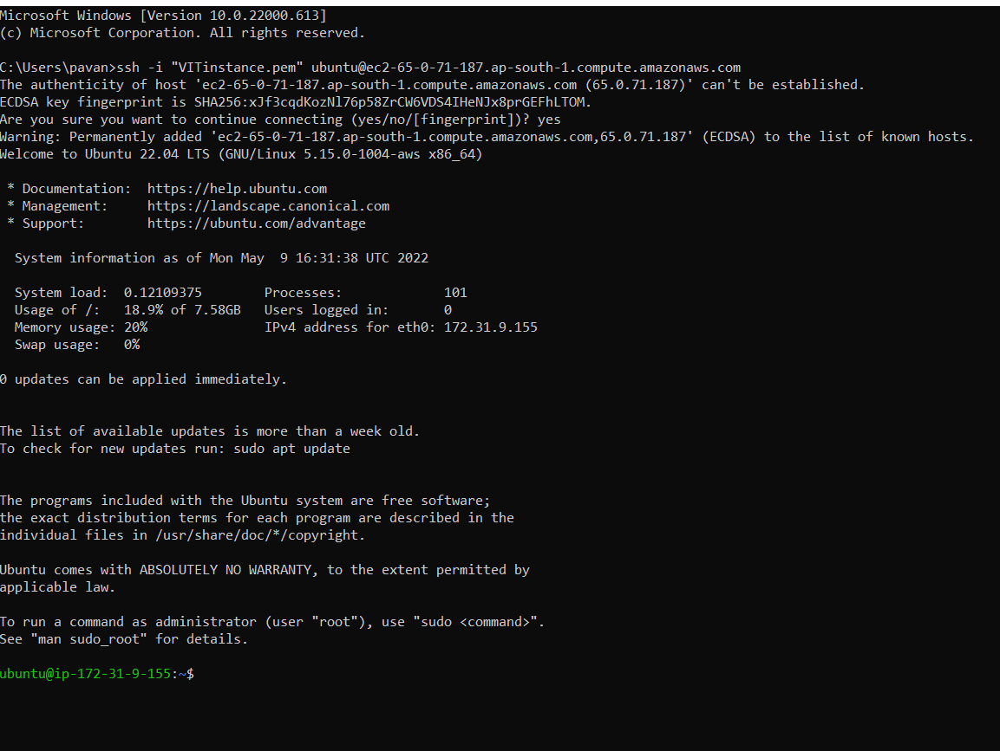 Microsoft Windows [Version 10.0.22000.613]
(c) Microsoft Corporation. All rights reserved.
C:\Users\pavan>ssh -i "VITinstance.pem" ubuntu@ec2-65-0-71-187.ap-south-1.compute.amazonaws.com
The authenticity of host 'ec2-65-0-71-187.ap-south-1.compute.amazonaws.com (65.0.71.187)' can't be established.
ECDSA key fingerprint is SHA256:xJf3cqdKozNl76p58ZrCW6VDS4IHeNJx8prGEFhLTOM.
Are you sure you want to continue connecting (yes/no/[fingerprint])? yes
Warning: Permanently added 'ec2-65-0-71-187.ap-south-1.compute.amazonaws.com,65.0.71.187' (ECDSA) to the list of known hosts.
Welcome to Ubuntu 22.04 LTS (GNU/Linux 5.15.0-1004-aws x86_64)
 * Documentation:  https://help.ubuntu.com
 * Management:     https://landscape.canonical.com
 * Support:        https://ubuntu.com/advantage
  System information as of Mon May  9 16:31:38 UTC 2022
  System load:  0.12109375        Processes:             101
  Usage of /:   18.9% of 7.58GB   Users logged in:       0
  Memory usage: 20%               IPv4 address for eth0: 172.31.9.155
  Swap usage:   0%
0 updates can be applied immediately.
The list of available updates is more than a week old.
To check for new updates run: sudo apt update
The programs included with the Ubuntu system are free software;
the exact distribution terms for each program are described in the
individual files in /usr/share/doc/*/copyright.
Ubuntu comes with ABSOLUTELY NO WARRANTY, to the extent permitted by
applicable law.
To run a command as administrator (user "root"), use "sudo <command>".
See "man sudo_root" for details.
ubuntu@ip-172-31-9-155:~$